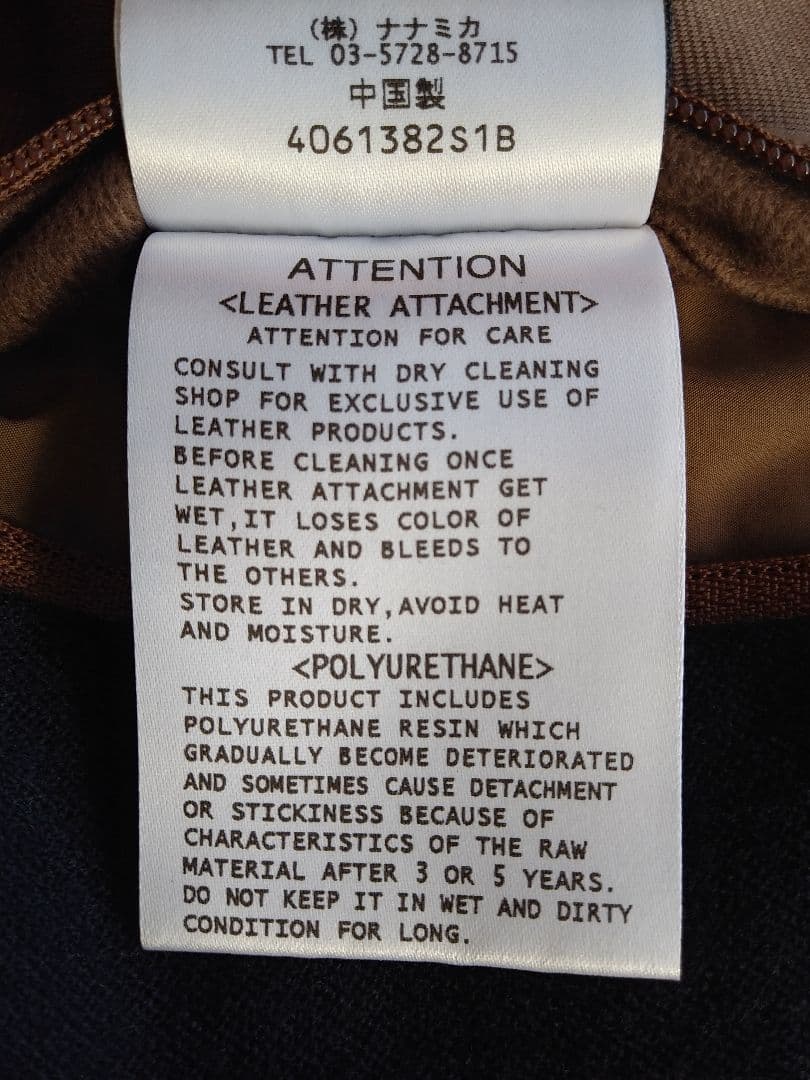 （株）ナナミカ
TEL 03-5728-8715
中国製
4061382S1B
ATTENTION
<LEATHER ATTACHMENT>
ATTENTION FOR CARE
CONSULT WITH DRY CLEANING
SHOP FOR EXCLUSIVE USE OF
LEATHER PRODUCTS.
BEFORE CLEANING ONCE
LEATHER ATTACHMENT GET
WET,IT LOSES COLOR OF
LEATHER AND BLEEDS TO
THE OTHERS.
STORE IN DRY,AVOID HEAT
AND MOISTURE.
<POLYURETHANE>
THIS PRODUCT INCLUDES
POLYURETHANE RESIN WHICH
GRADUALLY BECOME DETERIORATED
AND SOMETIMES CAUSE DETACHMENT
OR STICKINESS BECAUSE OF
CHARACTERISTICS OF THE RAW
MATERIAL AFTER 3 OR 5 YEARS.
DO NOT KEEP IT IN WET AND DIRTY
CONDITION FOR LONG.